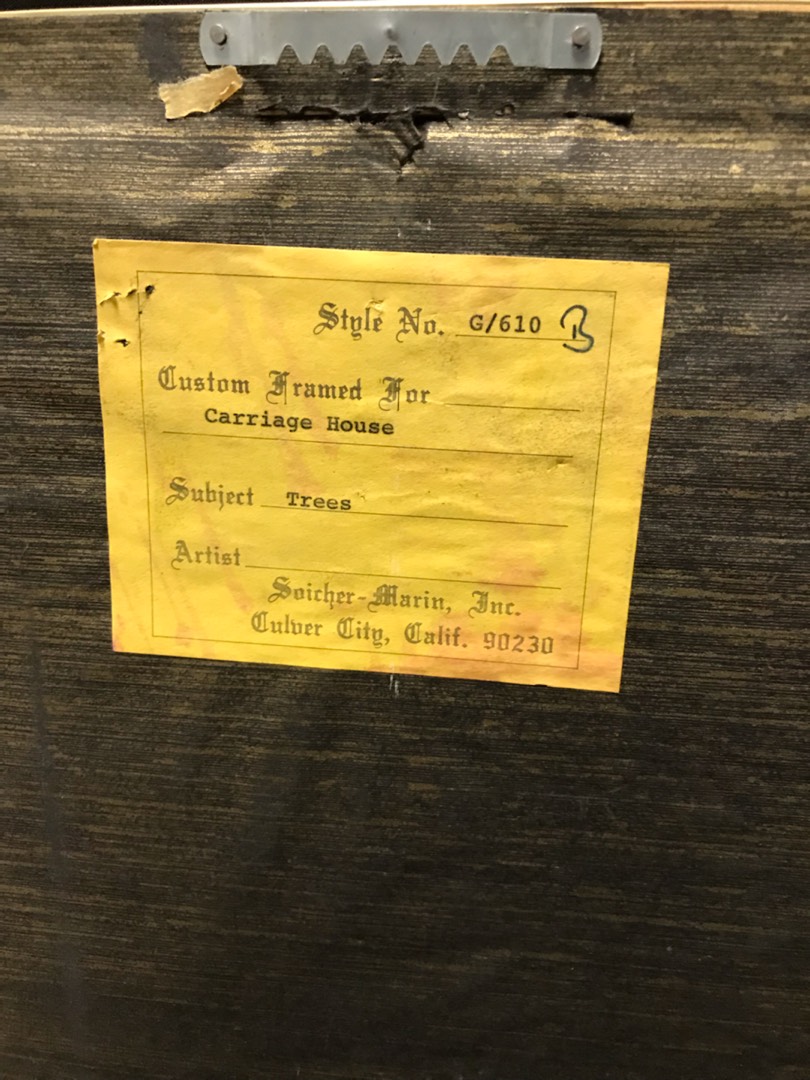 Style No. G/610 B
Custom Framed For
Carriage House
Subject Trees
Artist
Soicher-Marin, Inc.
Culver City, Calif. 90230